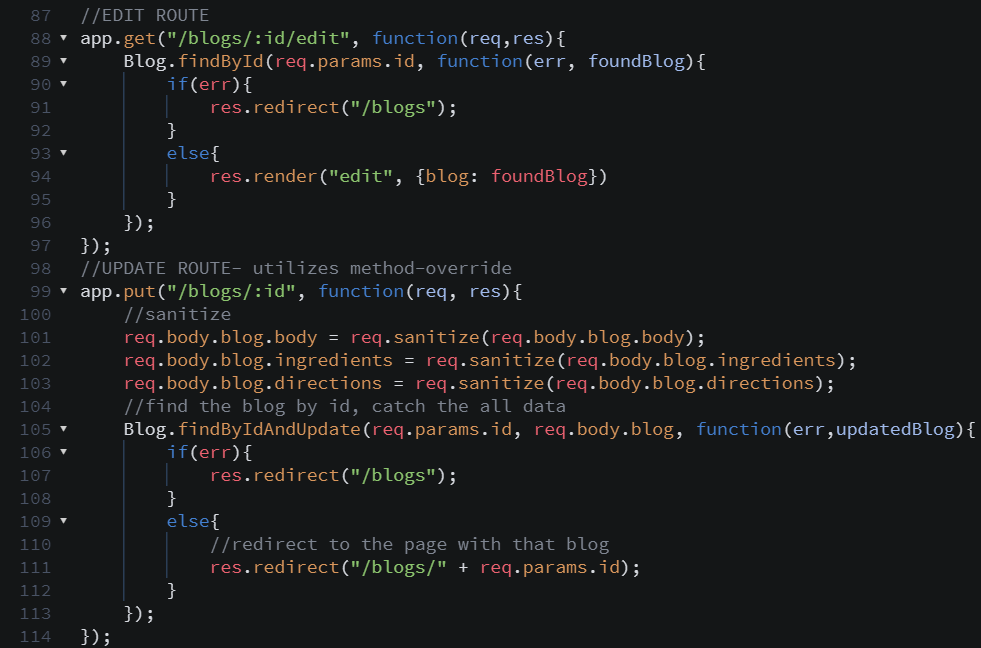 87 //EDIT ROUTE
88 app.get("/blogs/:id/edit", function(req,res){
89     Blog.findById(req.params.id, function(err, foundBlog){
90         if(err){
91             res.redirect("/blogs");
92         }
93         else{
94             res.render("edit", {blog: foundBlog})
95         }
96     });
97 });
98 //UPDATE ROUTE- utilizes method-override
99 app.put("/blogs/:id", function(req, res){
100     //sanitize
101     req.body.blog.body = req.sanitize(req.body.blog.body);
102     req.body.blog.ingredients = req.sanitize(req.body.blog.ingredients);
103     req.body.blog.directions = req.sanitize(req.body.blog.directions);
104     //find the blog by id, catch the all data
105     Blog.findByIdAndUpdate(req.params.id, req.body.blog, function(err,updatedBlog){
106         if(err){
107             res.redirect("/blogs");
108         }
109         else{
110             //redirect to the page with that blog
111             res.redirect("/blogs/" + req.params.id);
112         }
113     });
114 });